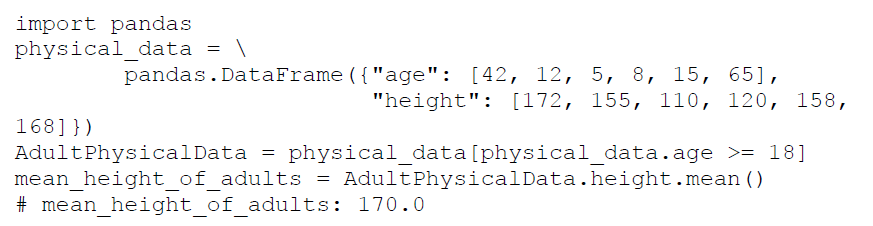 import pandas
physical_data = \
        pandas.DataFrame({"age": [42, 12, 5, 8, 15, 65],
                          "height": [172, 155, 110, 120, 158,
168]})
AdultPhysicalData = physical_data[physical_data.age >= 18]
mean_height_of_adults = AdultPhysicalData.height.mean()
# mean_height_of_adults: 170.0